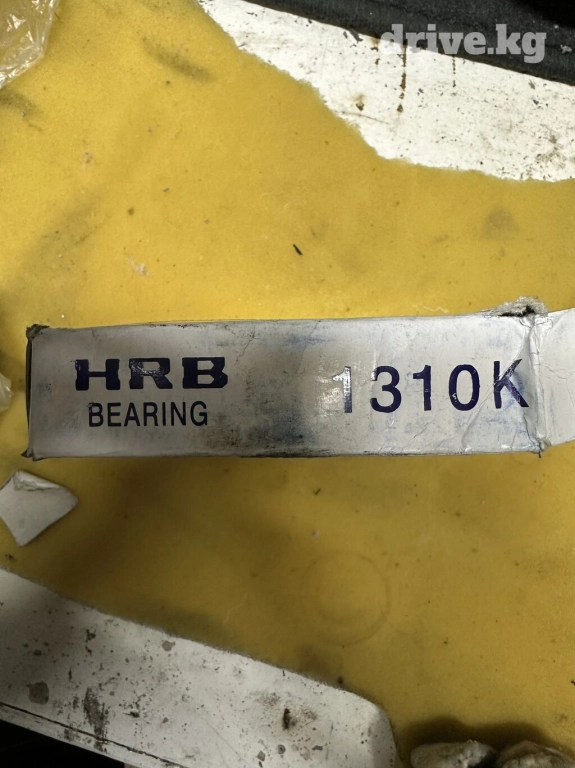 drive.kg
HRB
BEARING
1310K